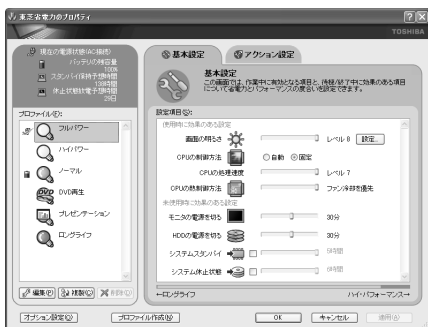 東芝省電力のプロパティ
TOSHIBA
現在の電源状態(AC接続)
バッテリの残容量
100%
スタンバイ保持予想時間
138時間
休止状態放電予想時間
29日
プロファイル(F):
フルパワー
ハイパワー
ノーマル
DVD再生
プレゼンテーション
ロングライフ
編集(E)
複製(C)
削除(D)
基本設定
アクション設定
基本設定
この画面では、作業中に有効となる項目と、待機/終了中に効果のある項目
について省電力とパフォーマンスの度合いを設定できます。
設定項目(S):
使用時に効果のある設定
画面の明るさ
レベル 8
設定...
CPUの制御方法
自動
固定
CPUの処理速度
レベル 7
CPUの熱制御方法
ファン冷却を優先
未使用時に効果のある設定
モニタの電源を切る
30分
HDDの電源を切る
30分
システムスタンバイ
システム休止状態
←ロングライフ
ハイ・パフォーマンス→
オプション設定(O)
プロファイル作成(W)
OK
キャンセル
適用(A)